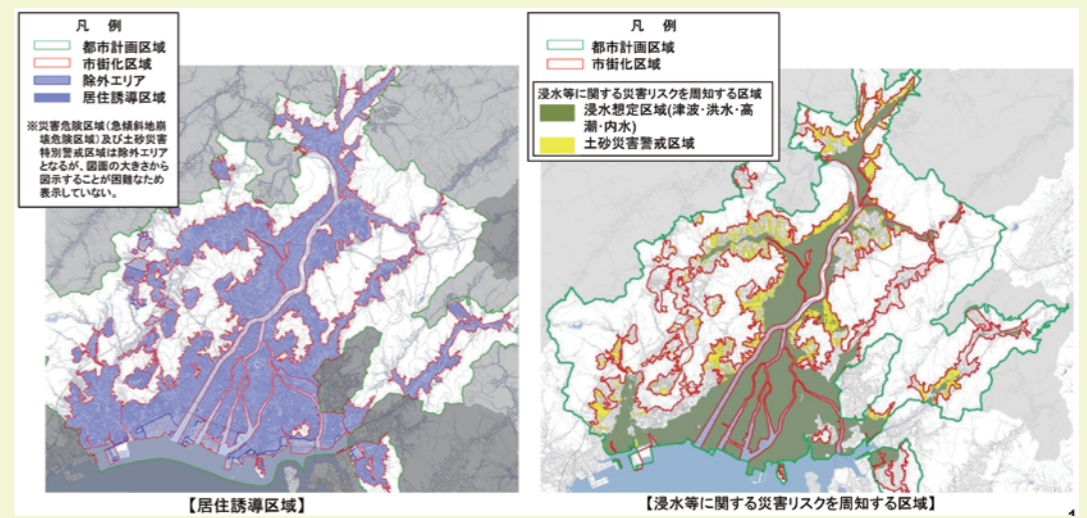 凡 例
都市計画区域
市街化区域
除外エリア
居住誘導区域
※災害危険区域(急傾斜地崩
壊危険区域)及び土砂災害
特別警戒区域は除外エリア
となるが、図面の大きさから
図示することが困難なため
表示していない。
【居住誘導区域】
凡 例
都市計画区域
市街化区域
浸水等に関する災害リスクを周知する区域
浸水想定区域(津波・洪水・高
潮・内水)
土砂災害警戒区域
【浸水等に関する災害リスクを周知する区域】
1